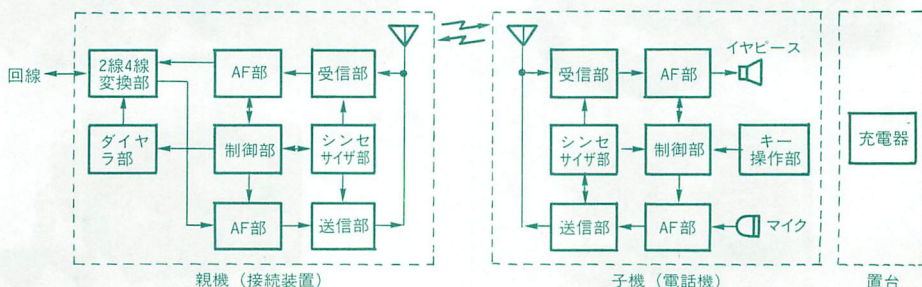 回線
2線4線
変換部
AF部
受信部
ダイヤ
ラ部
制御部
シンセ
サイザ部
AF部
送信部
親機（接続装置）
受信部
AF部
イヤピース
シンセ
サイザ部
制御部
キー
操作部
送信部
AF部
マイク
子機（電話機）
充電器
置台